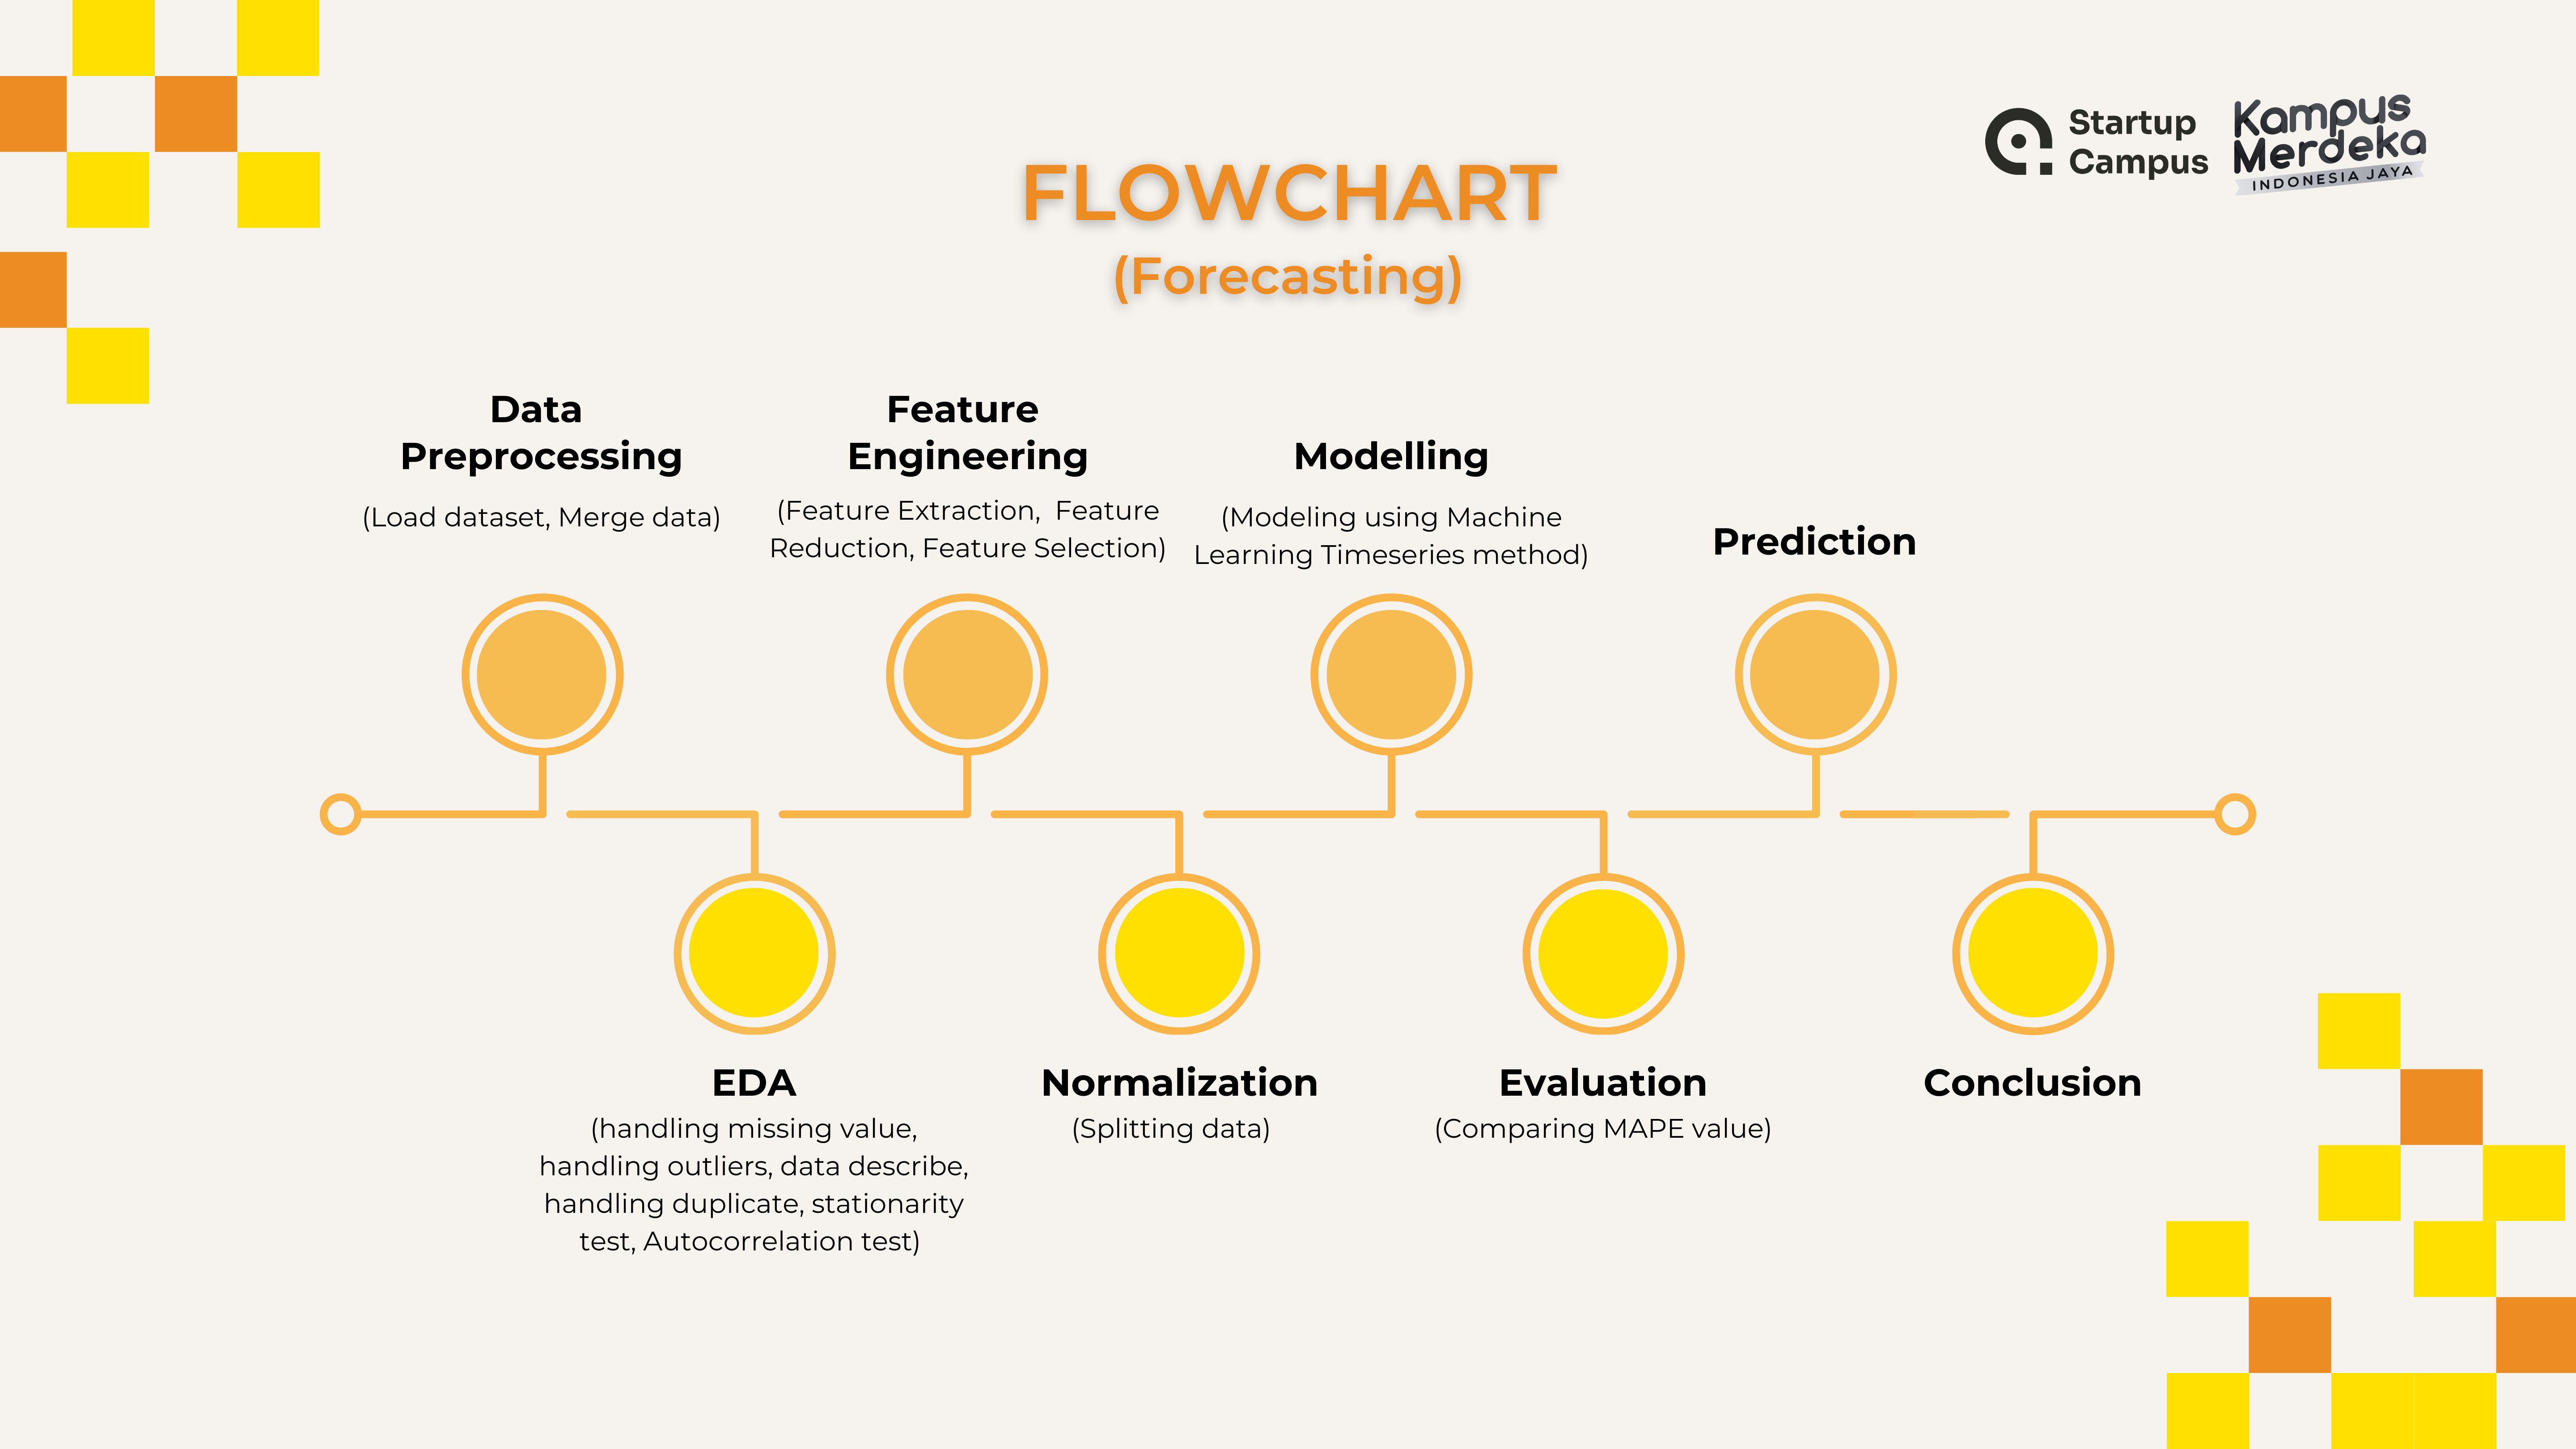 Startup
Campus
Kampus
Merdeka
INDONESIA JAYA
FLOWCHART
(Forecasting)
Data
Preprocessing
(Load dataset, Merge data)
Feature
Engineering
(Feature Extraction,  Feature
Reduction, Feature Selection)
Modelling
(Modeling using Machine
Learning Timeseries method)
Prediction
EDA
(handling missing value,
handling outliers, data describe,
handling duplicate, stationarity
test, Autocorrelation test)
Normalization
(Splitting data)
Evaluation
(Comparing MAPE value)
Conclusion